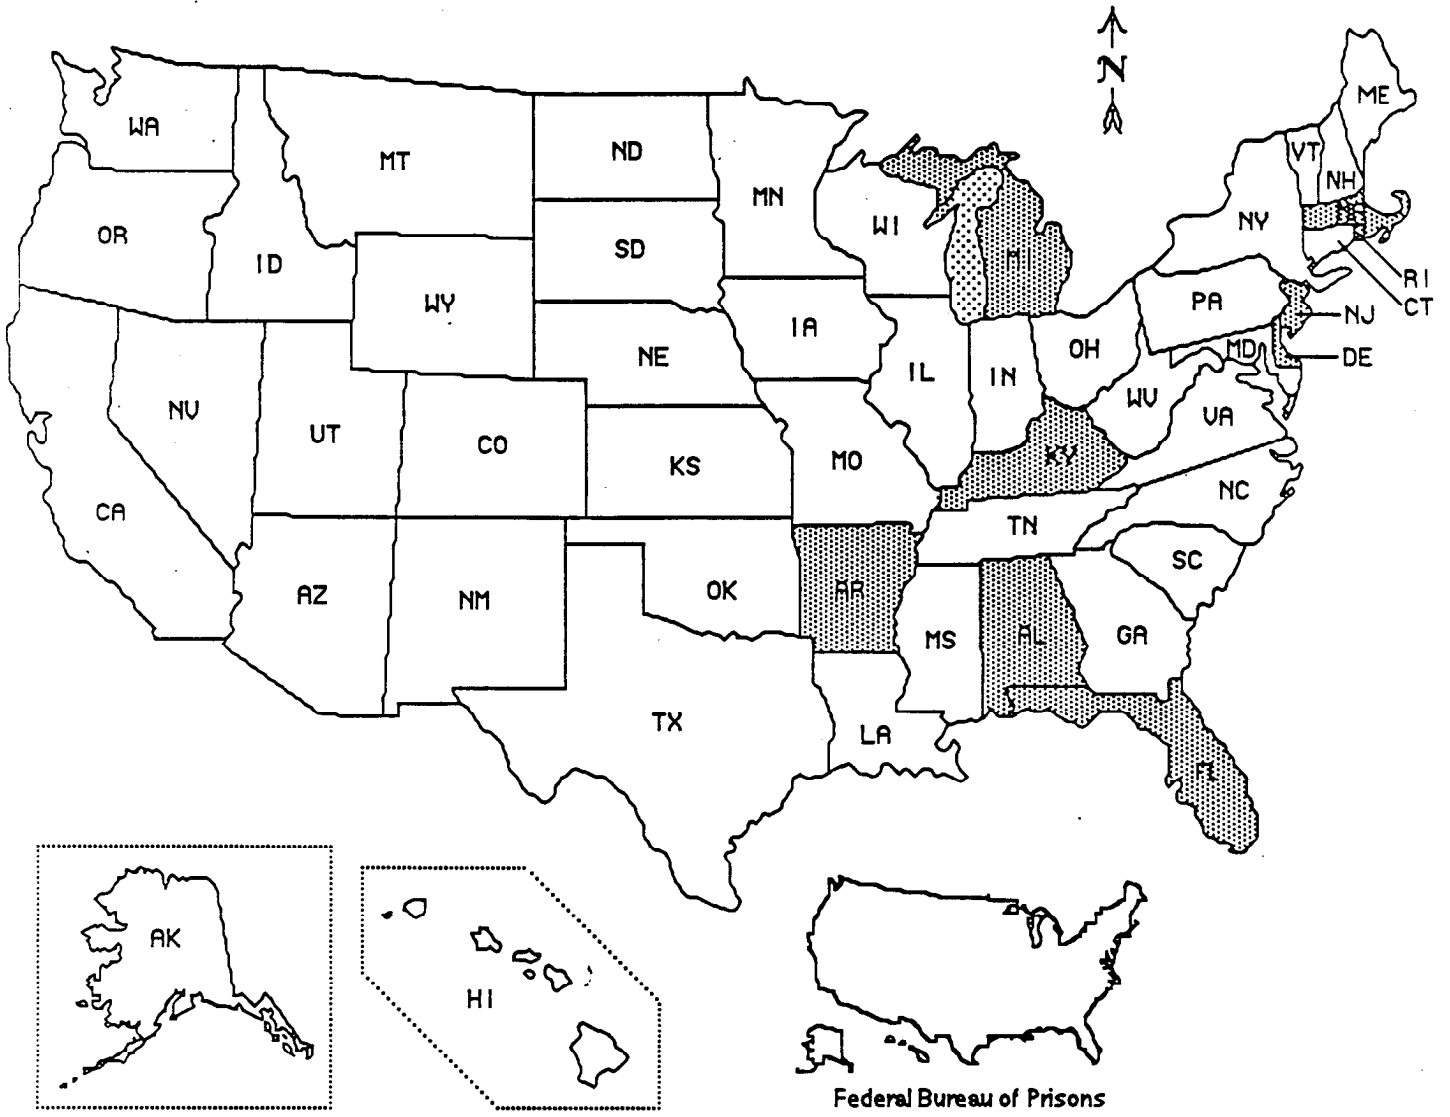 N
ME
WA
VT
MT
ND
NH
MN
NY
WI
OR
SD
ID
MI
RI
WY
PA
CT
NJ
IA
MD
OH
NE
DE
IL
IN
WV
NV
VA
UT
CO
KY
MO
KS
NC
CA
TN
SC
AR
OK
AZ
NM
AL
GA
MS
TX
LA
FL
AK
HI
Federal Bureau of Prisons